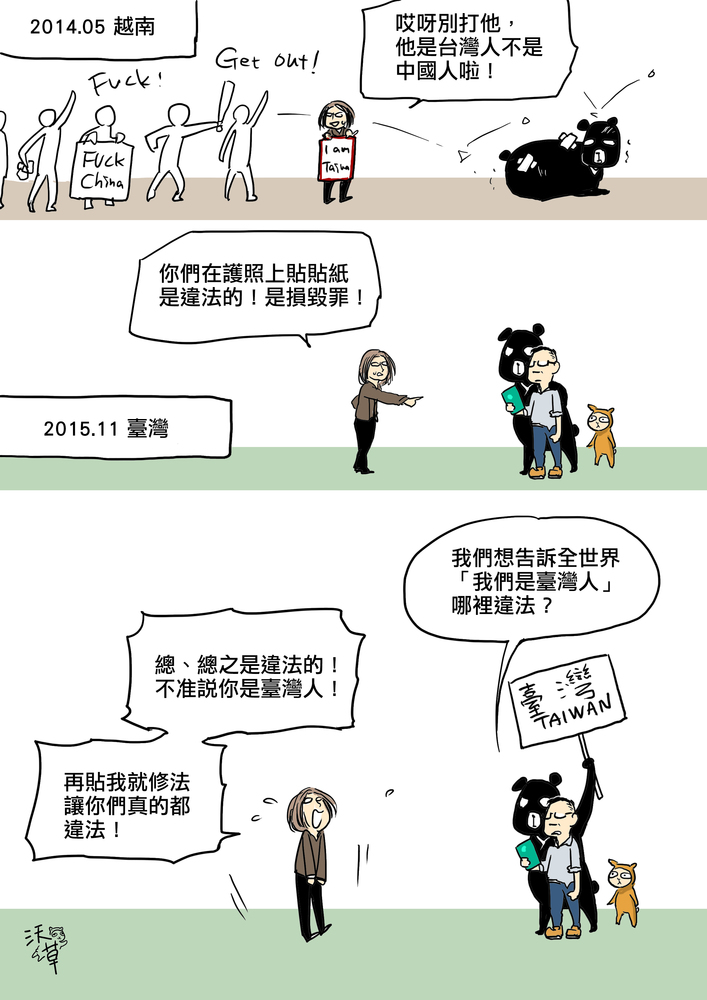 2014.05 越南
哎呀別打他，
他是台灣人不是
中國人啦！
Get out!
Fuck!
Fuck
China
I am
Taiwa
你們在護照上貼貼紙
是違法的！是損毀罪！
2015.11 臺灣
我們想告訴全世界
「我們是臺灣人」
哪裡違法？
總、總之是違法的！
不准說你是臺灣人！
臺灣
TAIWAN
再貼我就修法
讓你們真的都
違法！
沃草